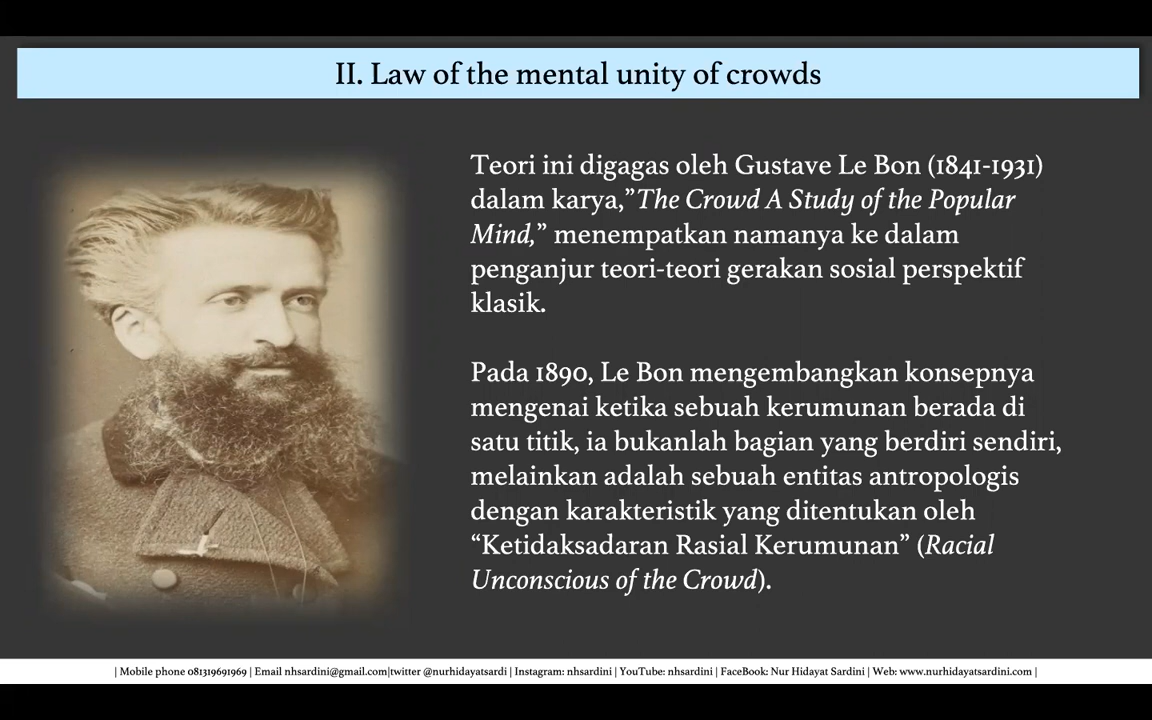 II. Law of the mental unity of crowds
Teori ini digagas oleh Gustave Le Bon (1841-1931)
dalam karya,”The Crowd A Study of the Popular
Mind,” menempatkan namanya ke dalam
penganjur teori-teori gerakan sosial perspektif
klasik.
Pada 1890, Le Bon mengembangkan konsepnya
mengenai ketika sebuah kerumunan berada di
satu titik, ia bukanlah bagian yang berdiri sendiri,
melainkan adalah sebuah entitas antropologis
dengan karakteristik yang ditentukan oleh
“Ketidaksadaran Rasial Kerumunan” (Racial
Unconscious of the Crowd).
| Mobile phone 081319691969 | Email nhsardini@gmail.com|twitter @nurhidayatsardi | Instagram: nhsardini | YouTube: nhsardini | FaceBook: Nur Hidayat Sardini | Web: www.nurhidayatsardini.com |